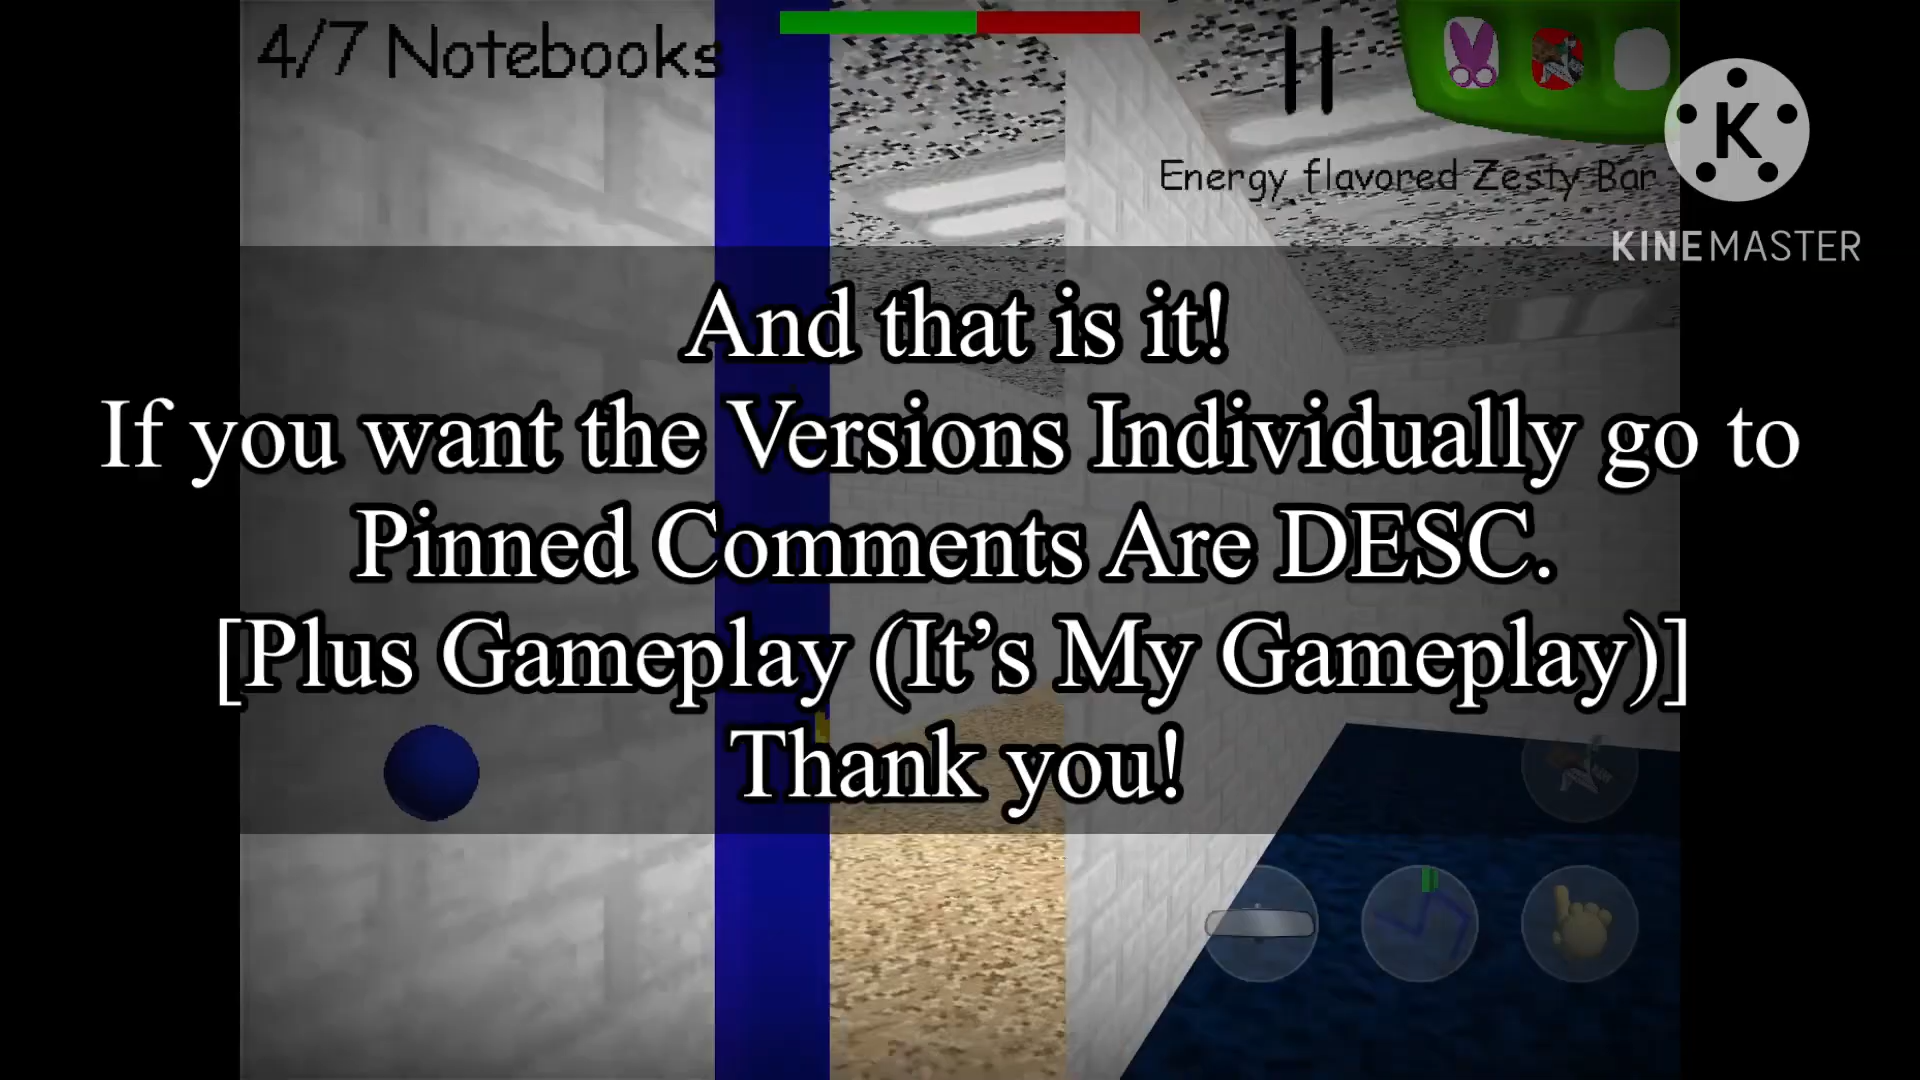 4/7 Notebooks
Energy flavored Zesty Bar
K
KINEMASTER
And that is it!
If you want the Versions Individually go to
Pinned Comments Are DESC.
[Plus Gameplay (It’s My Gameplay)]
Thank you!